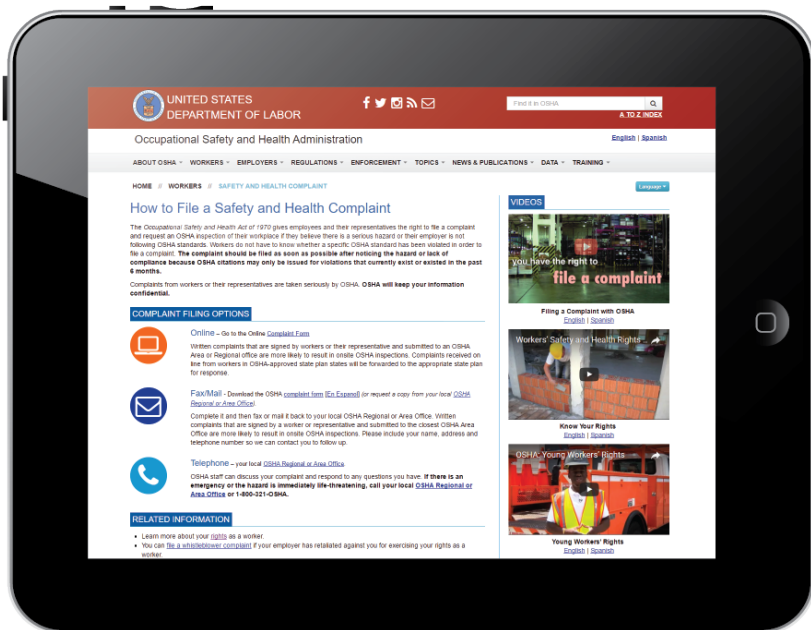 UNITED STATES
DEPARTMENT OF LABOR
Find it in OSHA
A TO Z INDEX
Occupational Safety and Health Administration
English | Spanish
ABOUT OSHA WORKERS EMPLOYERS REGULATIONS ENFORCEMENT TOPICS NEWS & PUBLICATIONS DATA TRAINING
HOME // WORKERS // SAFETY AND HEALTH COMPLAINT
Language
How to File a Safety and Health Complaint
The Occupational Safety and Health Act of 1970 gives employees and their representatives the right to file a complaint
and request an OSHA inspection of their workplace if they believe there is a serious hazard or their employer is not
following OSHA standards. Workers do not have to know whether a specific OSHA standard has been violated in order to
file a complaint. The complaint should be filed as soon as possible after noticing the hazard or lack of
compliance because OSHA citations may only be issued for violations that currently exist or existed in the past
6 months.
Complaints from workers or their representatives are taken seriously by OSHA. OSHA will keep your information
confidential.
COMPLAINT FILING OPTIONS
Online – Go to the Online Complaint Form
Written complaints that are signed by workers or their representative and submitted to an OSHA
Area or Regional office are more likely to result in onsite OSHA inspections. Complaints received on
line from workers in OSHA-approved state plan states will be forwarded to the appropriate state plan
for response.
Fax/Mail - Download the OSHA complaint form [En Espanol] (or request a copy from your local OSHA
Regional or Area Office).
Complete it and then fax or mail it back to your local OSHA Regional or Area Office. Written
complaints that are signed by a worker or representative and submitted to the closest OSHA Area
Office are more likely to result in onsite OSHA inspections. Please include your name, address and
telephone number so we can contact you to follow up.
Telephone – your local OSHA Regional or Area Office.
OSHA staff can discuss your complaint and respond to any questions you have. If there is an
emergency or the hazard is immediately life-threatening, call your local OSHA Regional or
Area Office or 1-800-321-OSHA.
RELATED INFORMATION
• Learn more about your rights as a worker.
• You can file a whistleblower complaint if your employer has retaliated against you for exercising your rights as a
worker.
VIDEOS
you have the right to
file a complaint
Filing a Complaint with OSHA
English | Spanish
Workers' Safety and Health Rights ...
Know Your Rights
English | Spanish
OSHA: Young Workers' Rights
Young Workers' Rights
English | Spanish